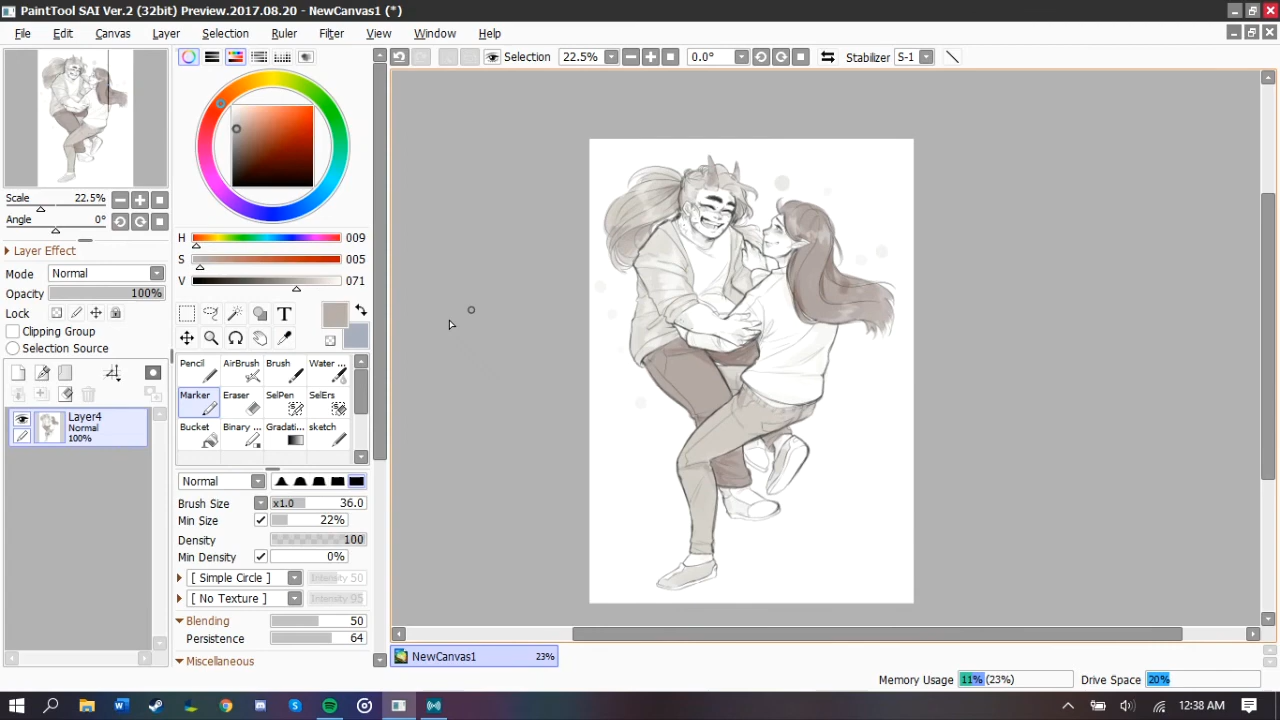 PaintTool SAI Ver.2 (32bit) Preview.2017.08.20 - NewCanvas1 (*)
File Edit Canvas Layer Selection Ruler Filter View Window Help
Selection 22.5% 0.0° Stabilizer S-1
Scale 22.5%
Angle 0°
Layer Effect
Mode Normal
Opacity 100%
Lock
Clipping Group
Selection Source
Layer4
Normal
100%
H 009
S 005
V 071
T
Pencil AirBrush Brush Water ...
Marker Eraser SelPen SelErs
Bucket Binary ... Gradati... sketch
Normal
Brush Size x1.0 36.0
Min Size 22%
Density 100
Min Density 0%
[ Simple Circle ] Intensity 50
[ No Texture ] Intensity 95
Blending 50
Persistence 64
Miscellaneous
NewCanvas1 23%
Memory Usage 11% (23%) Drive Space 20%
12:38 AM